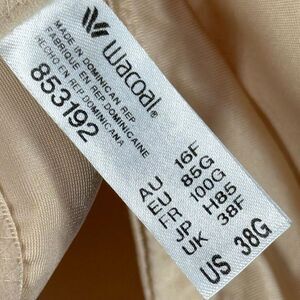 wacoal®
MADE IN DOMINICAN REP
FABRIQUE EN REP DOMINICAINE
HECHO EN REP DOMINICANA
853192
AU 16F
EU 85G
FR 100G
JP H85
UK 38F
US 38G